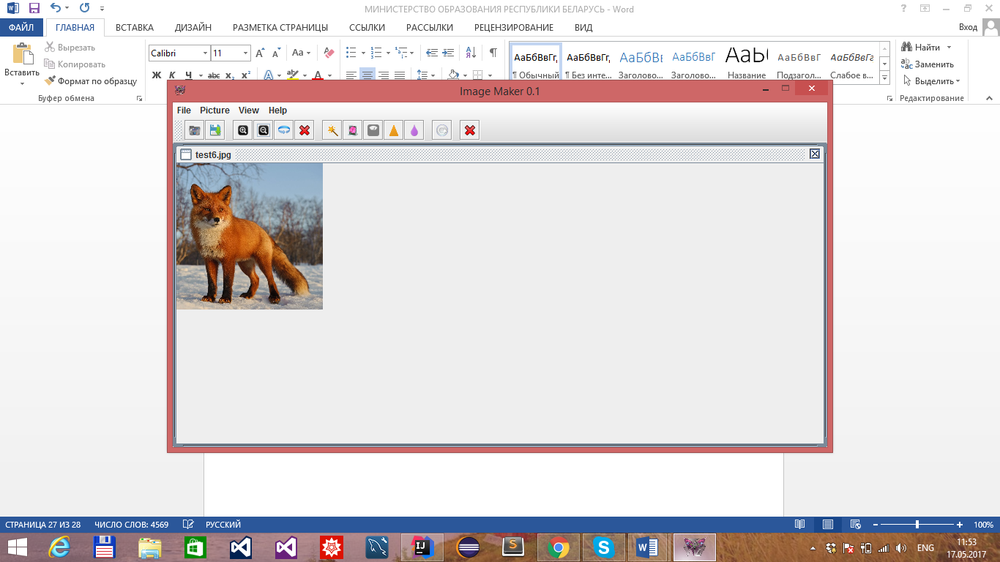 МИНИСТЕРСТВО ОБРАЗОВАНИЯ РЕСПУБЛИКИ БЕЛАРУСЬ - Word
ФАЙЛ ГЛАВНАЯ ВСТАВКА ДИЗАЙН РАЗМЕТКА СТРАНИЦЫ ССЫЛКИ РАССЫЛКИ РЕЦЕНЗИРОВАНИЕ ВИД Вход
Вставить
Вырезать
Копировать
Формат по образцу
Буфер обмена
Calibri 11
Aa
Ж К Ч abc x₂ x²
АаБбВвГг, АаБбВвГг, АаБбВв АаБбВвГ АаБ АаБбВвГ АаБбВвГг
¶ Обычный ¶ Без инте... Заголово... Заголово... Название Подзагол... Слабое в...
Найти
Заменить
Выделить
Редактирование
Image Maker 0.1
File Picture View Help
test6.jpg
СТРАНИЦА 27 ИЗ 28 ЧИСЛО СЛОВ: 4569 РУССКИЙ 100%
ENG
11:53
17.05.2017